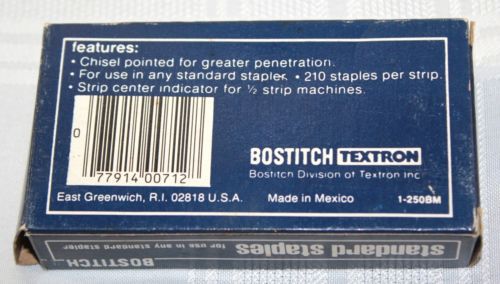 features:
• Chisel pointed for greater penetration.
• For use in any standard stapler. • 210 staples per strip.
• Strip center indicator for ½ strip machines.
0
77914 00712
BOSTITCH TEXTRON
Bostitch Division of Textron Inc.
East Greenwich, R.I. 02818 U.S.A. Made in Mexico 1-250BM
standard staples
for use in any standard stapler
BOSTITCH